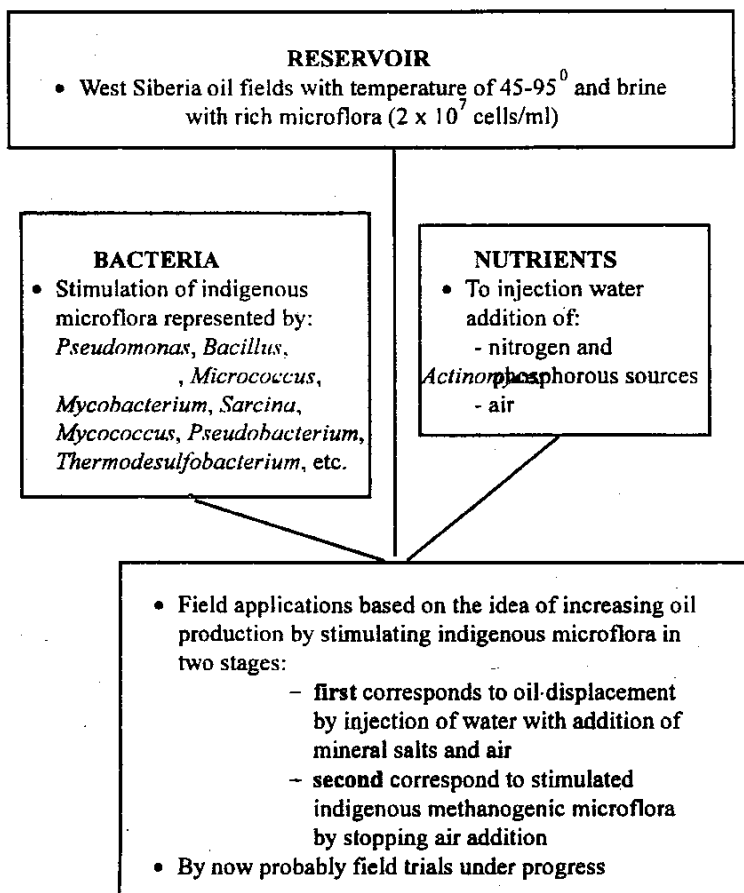 RESERVOIR
• West Siberia oil fields with temperature of 45-95⁰ and brine
with rich microflora (2 x 10⁷ cells/ml)
BACTERIA
• Stimulation of indigenous
microflora represented by:
Pseudomonas, Bacillus,
, Micrococcus,
Mycobacterium, Sarcina,
Mycococcus, Pseudobacterium,
Thermodesulfobacterium, etc.
NUTRIENTS
• To injection water
addition of:
- nitrogen and
phosphorous sources
- air
• Field applications based on the idea of increasing oil
production by stimulating indigenous microflora in
two stages:
– first corresponds to oil displacement
by injection of water with addition of
mineral salts and air
– second correspond to stimulated
indigenous methanogenic microflora
by stopping air addition
• By now probably field trials under progress